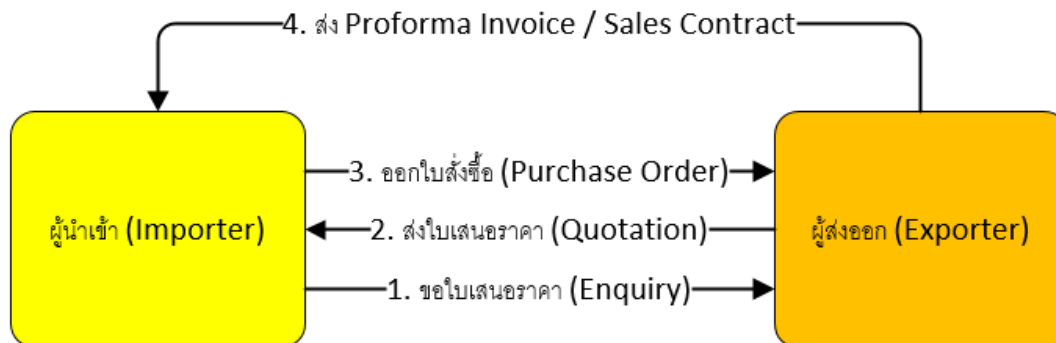 4. ส่ง Proforma Invoice / Sales Contract
3. ออกใบสั่งซื้อ (Purchase Order)
ผู้นำเข้า (Importer)
2. ส่งใบเสนอราคา (Quotation)
ผู้ส่งออก (Exporter)
1. ขอใบเสนอราคา (Enquiry)